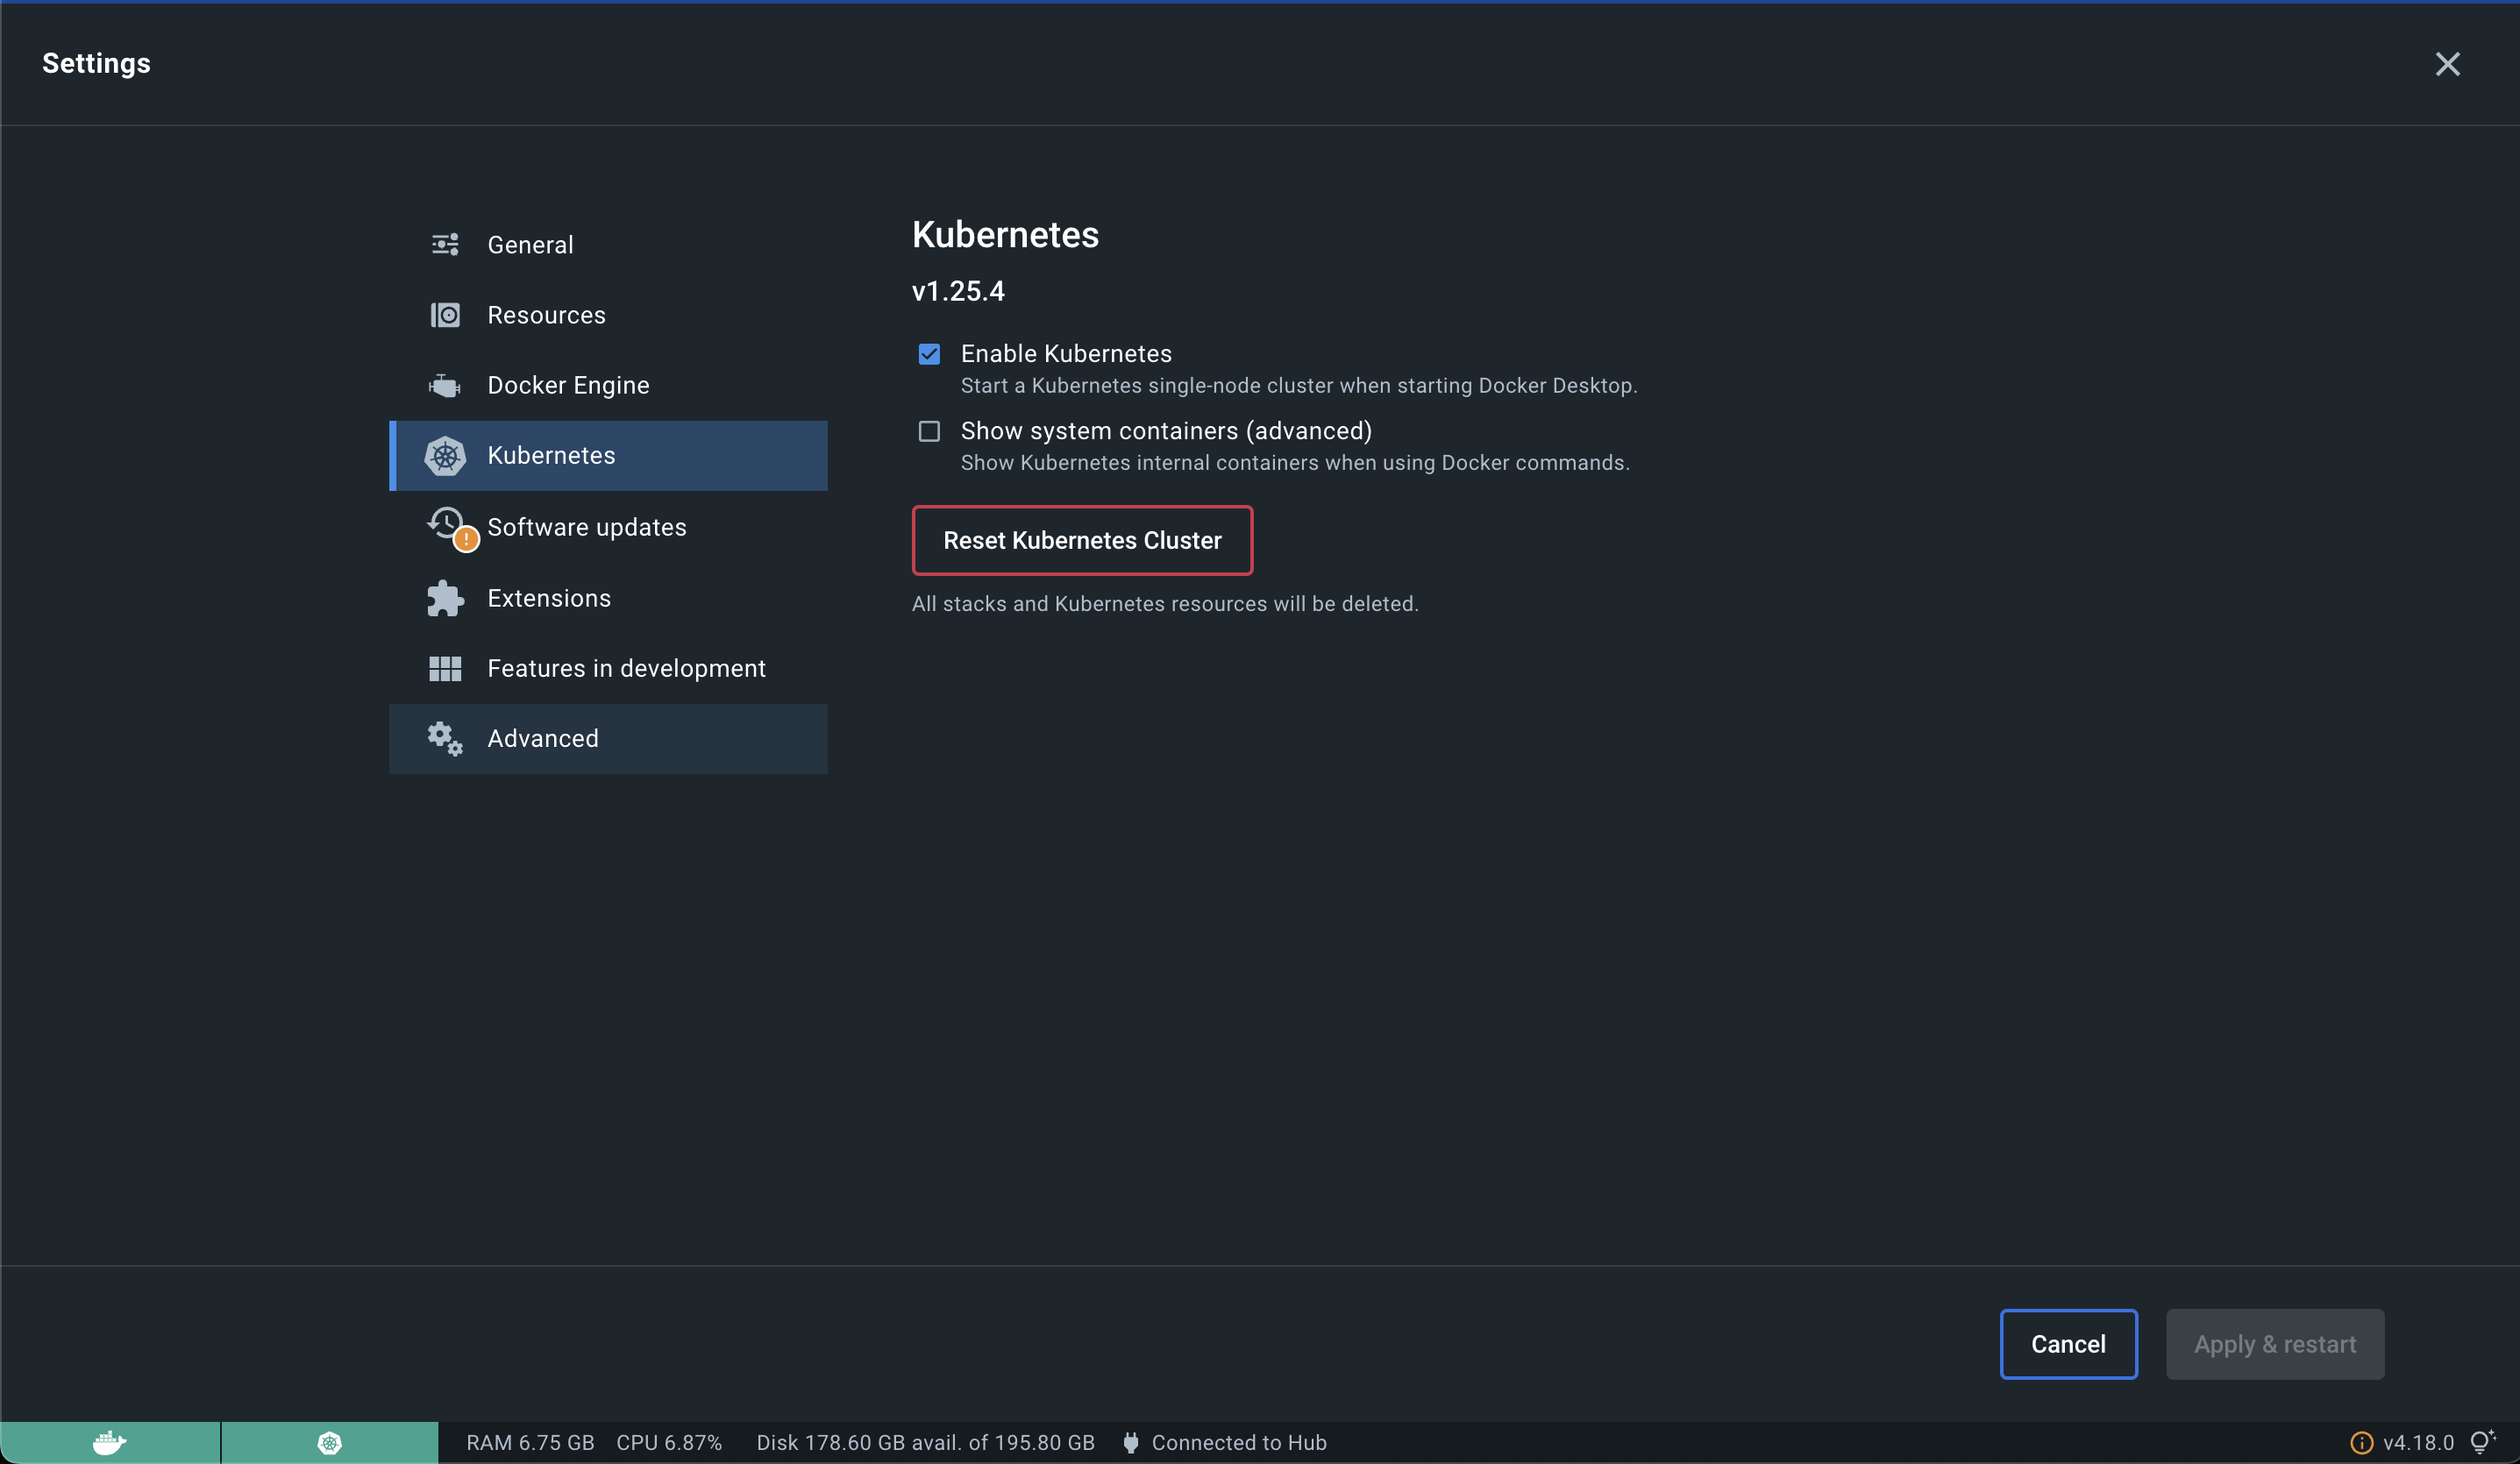 Settings
General
Resources
Docker Engine
Kubernetes
Software updates
Extensions
Features in development
Advanced
Kubernetes
v1.25.4
Enable Kubernetes
Start a Kubernetes single-node cluster when starting Docker Desktop.
Show system containers (advanced)
Show Kubernetes internal containers when using Docker commands.
Reset Kubernetes Cluster
All stacks and Kubernetes resources will be deleted.
Cancel
Apply & restart
RAM 6.75 GB CPU 6.87% Disk 178.60 GB avail. of 195.80 GB Connected to Hub
v4.18.0